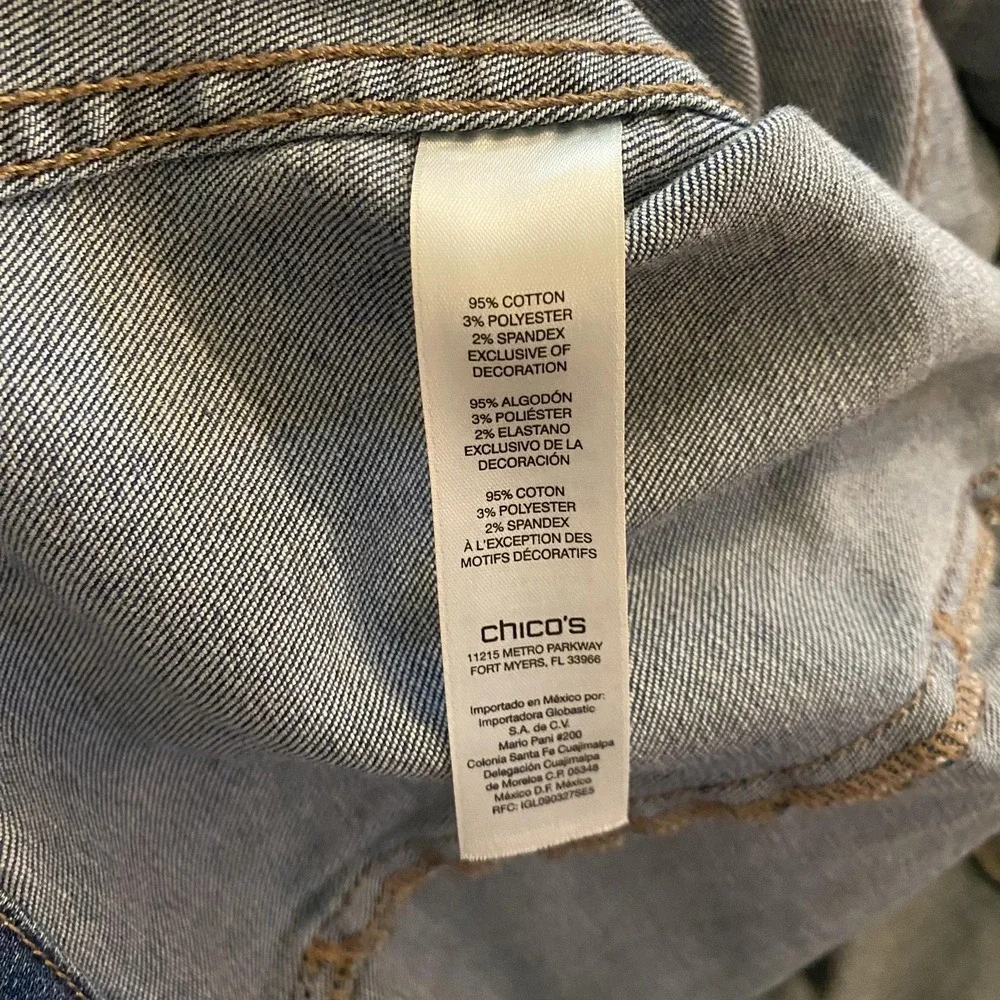 95% COTTON
3% POLYESTER
2% SPANDEX
EXCLUSIVE OF
DECORATION
95% ALGODÓN
3% POLIÉSTER
2% ELASTANO
EXCLUSIVO DE LA
DECORACIÓN
95% COTON
3% POLYESTER
2% SPANDEX
À L'EXCEPTION DES
MOTIFS DÉCORATIFS
chico's
11215 METRO PARKWAY
FORT MYERS, FL 33966
Importado en México por:
Importadora Globastic
S.A. de C.V.
Mario Pani #200
Colonia Santa Fe Cuajimalpa
Delegación Cuajimalpa
de Morelos C.P. 05348
México D.F. México
RFC: IGL090327SE5